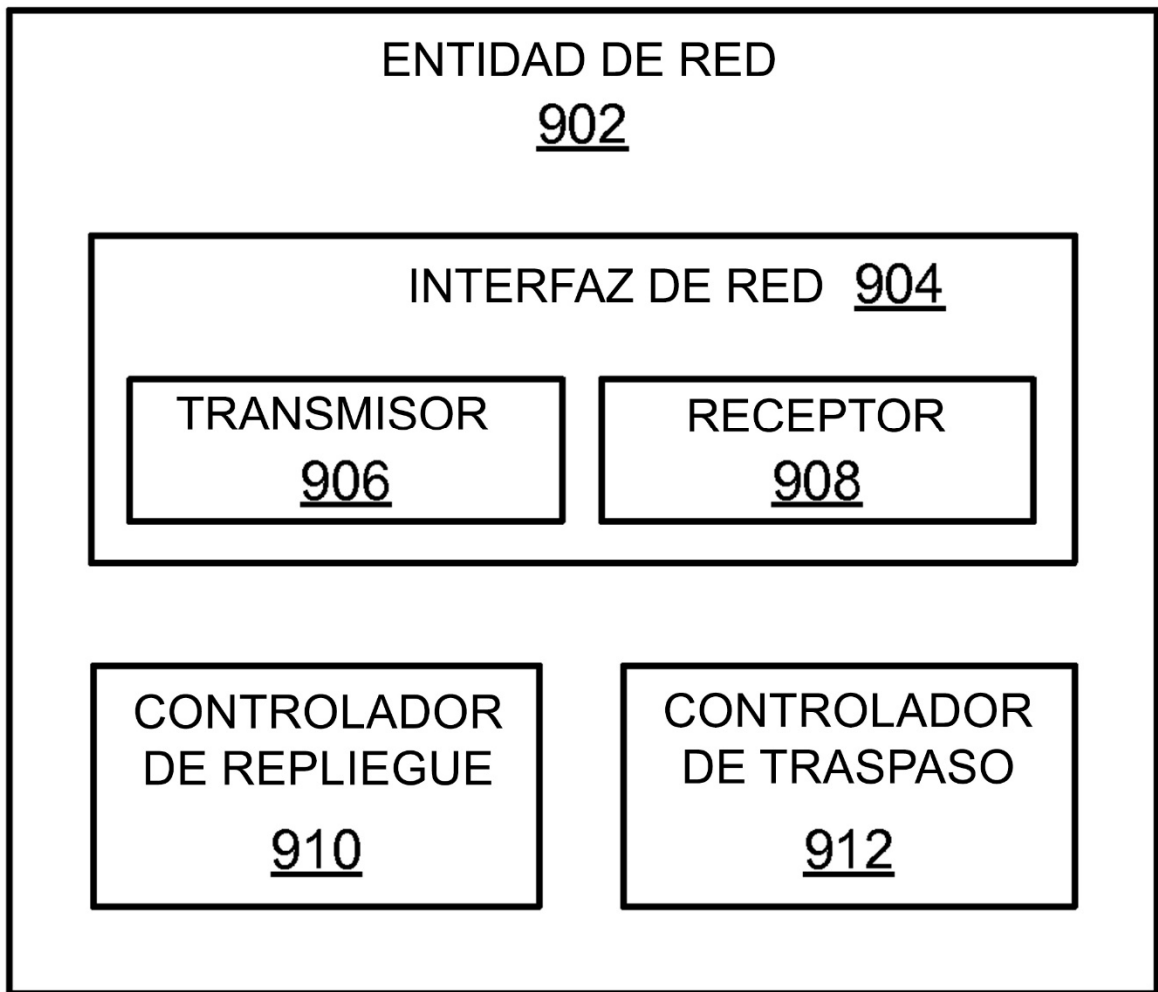 ENTIDAD DE RED
902
INTERFAZ DE RED 904
TRANSMISOR
906
RECEPTOR
908
CONTROLADOR
DE REPLIEGUE
910
CONTROLADOR
DE TRASPASO
912